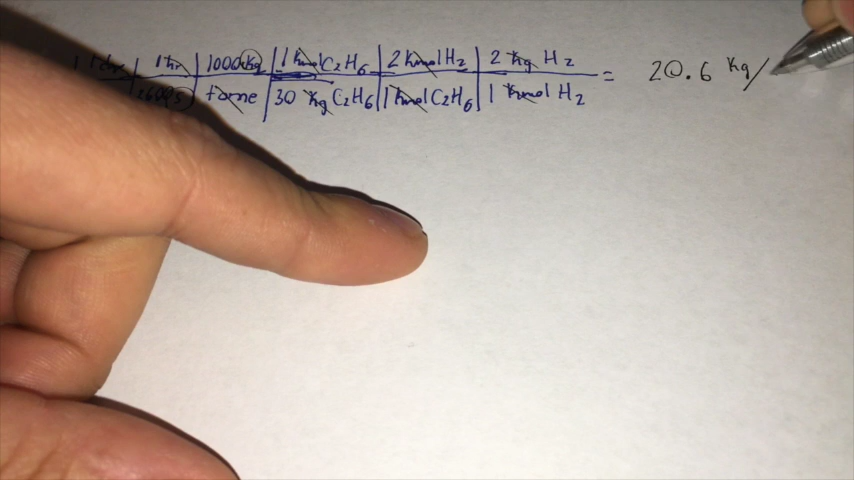 1 hr 1000 kg 1 kmol C2H6 2 kmol H2 2 kg H2 = 20.6 kg/
3600 s tonne 30 kg C2H6 1 kmol C2H6 1 kmol H2